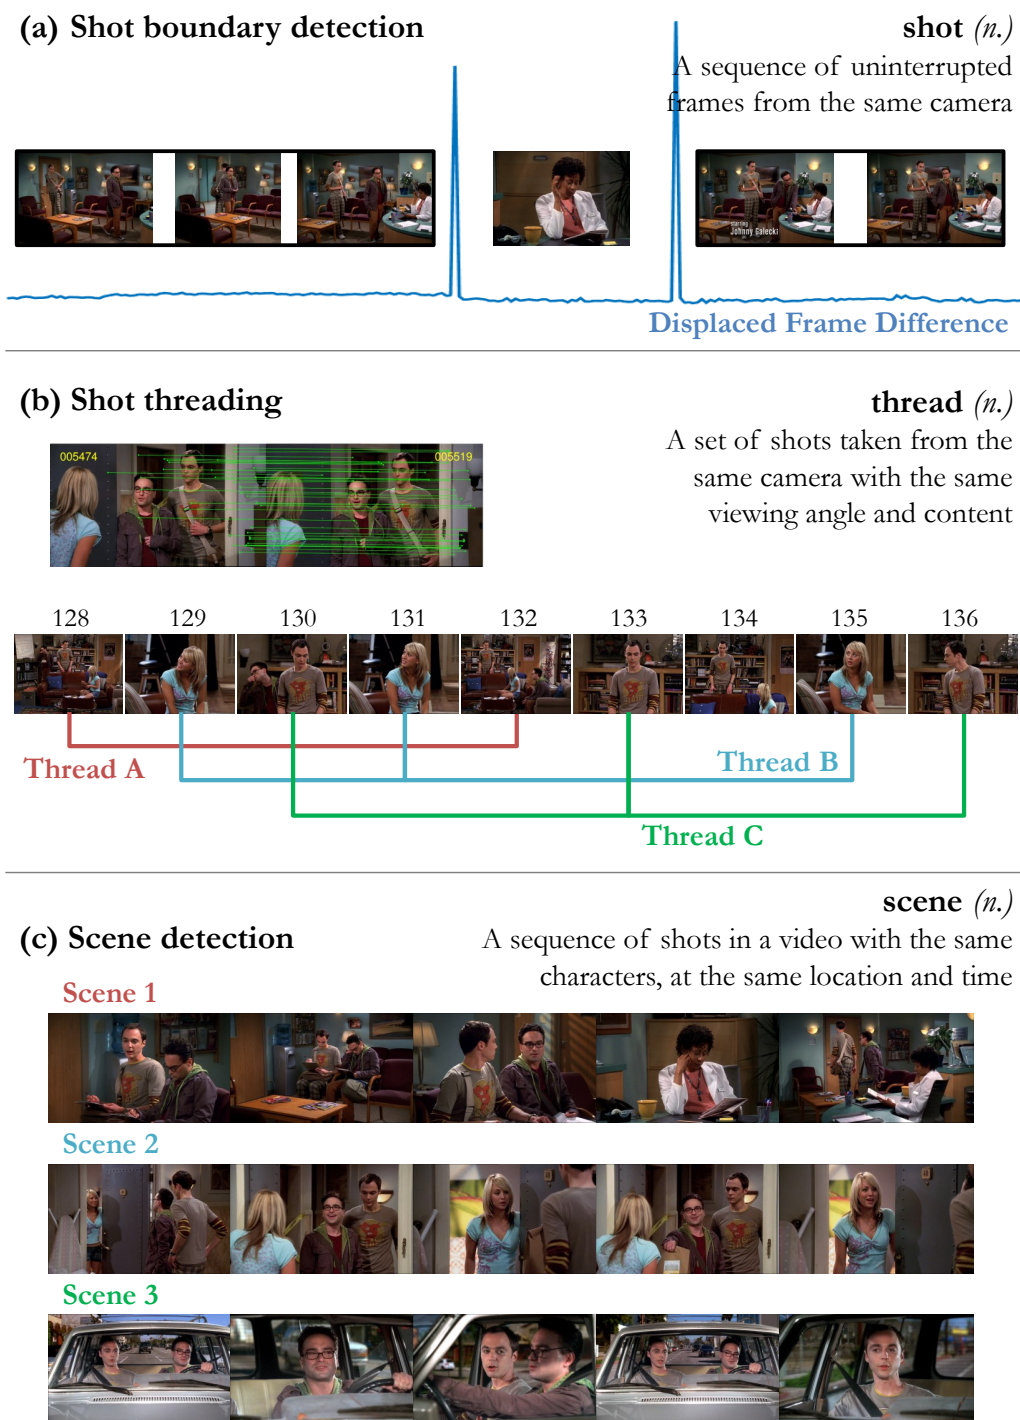 (a) Shot boundary detection
shot (n.)
A sequence of uninterrupted
frames from the same camera
starring
Johnny Galecki
Displaced Frame Difference
(b) Shot threading
thread (n.)
A set of shots taken from the
same camera with the same
viewing angle and content
005474
005519
128 129 130 131 132 133 134 135 136
Thread A
Thread B
Thread C
scene (n.)
(c) Scene detection
A sequence of shots in a video with the same
characters, at the same location and time
Scene 1
Scene 2
Scene 3